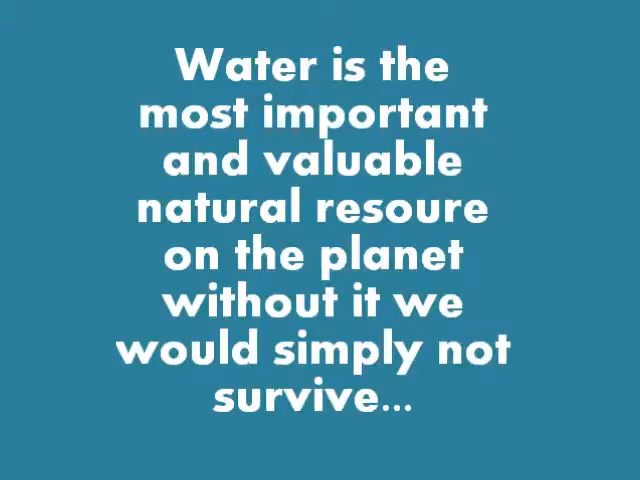 Water is the
most important
and valuable
natural resoure
on the planet
without it we
would simply not
survive...